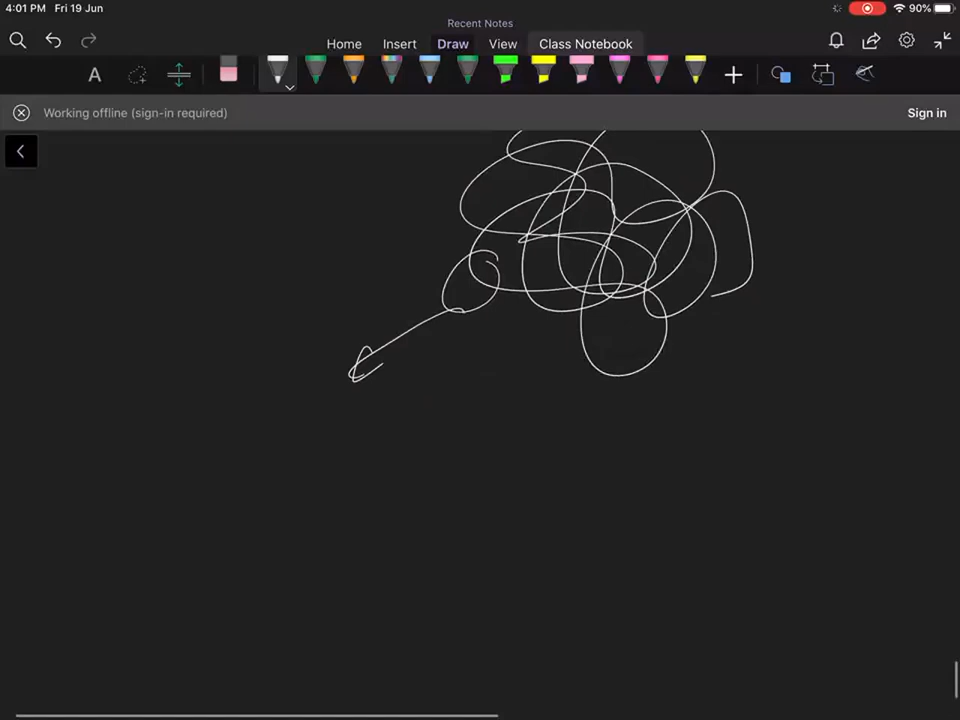 4:01 PM Fri 19 Jun
90%
Recent Notes
Home Insert Draw View Class Notebook
A
Working offline (sign-in required) Sign in